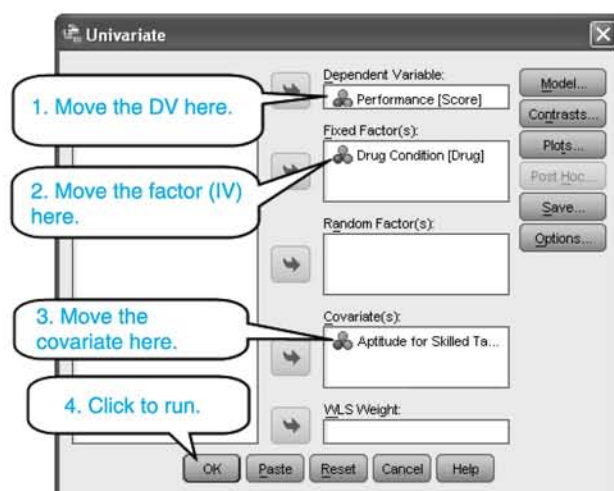 Univariate
1. Move the DV here.
Dependent Variable:
Performance [Score]
Fixed Factor(s):
Drug Condition [Drug]
2. Move the factor (IV)
here.
Random Factor(s):
3. Move the
covariate here.
Covariate(s):
Aptitude for Skilled Ta...
4. Click to run.
WLS Weight:
Model...
Contrasts...
Plots...
Post Hoc...
Save...
Options...
OK Paste Reset Cancel Help